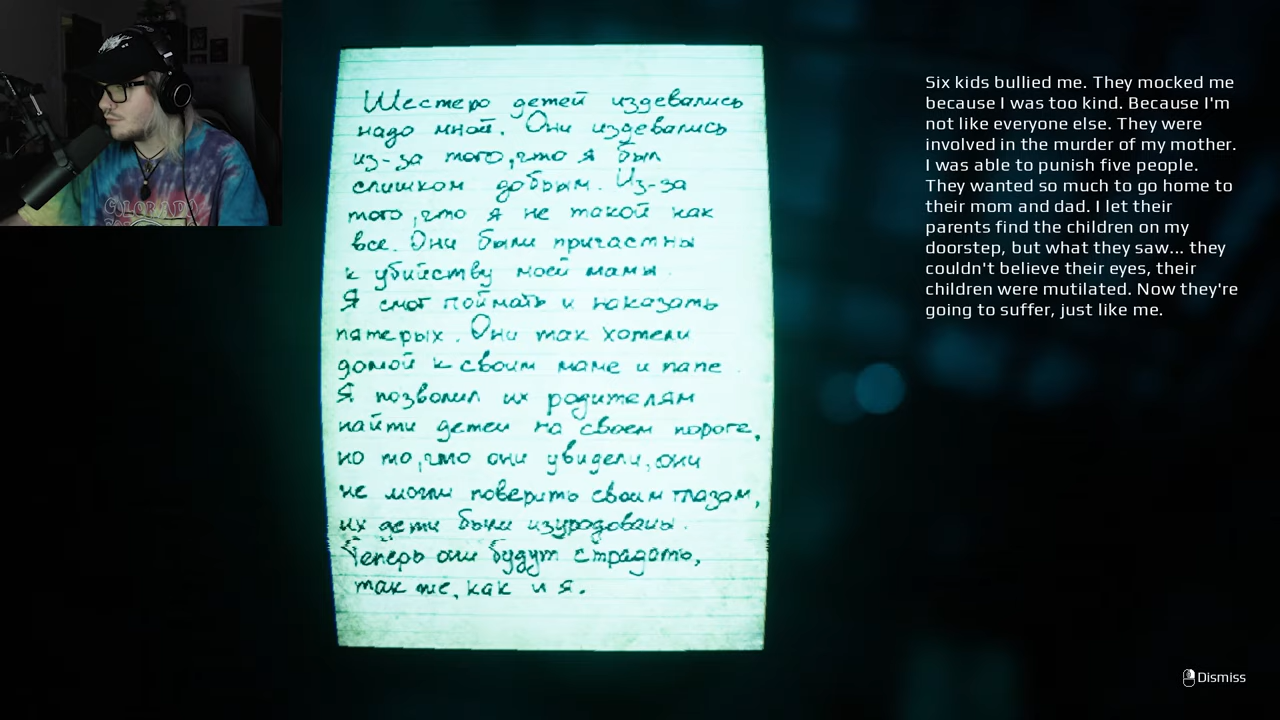 Шестеро детей издевались
надо мной. Они издевались
из-за того, что я был
слишком добрым. Из-за
того, что я не такой как
все. Они были причастны
к убийству моей мамы.
Я смог поймать и наказать
пятерых. Они так хотели
домой к своим маме и папе.
Я позволил их родителям
найти детей на своем пороге,
но то, что они увидели, они
не могли поверить своим глазам,
их дети были изуродованы.
Теперь они будут страдать,
так же, как и я.
Six kids bullied me. They mocked me
because I was too kind. Because I'm
not like everyone else. They were
involved in the murder of my mother.
I was able to punish five people.
They wanted so much to go home to
their mom and dad. I let their
parents find the children on my
doorstep, but what they saw... they
couldn't believe their eyes, their
children were mutilated. Now they're
going to suffer, just like me.
Dismiss
COLORADO